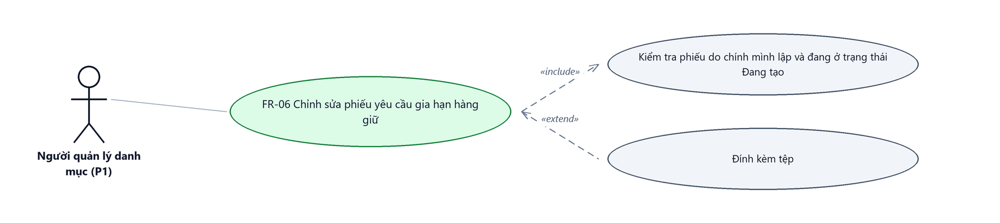 Kiểm tra phiếu do chính mình lập và đang ở trạng thái
Đang tạo
«include»
FR-06 Chỉnh sửa phiếu yêu cầu gia hạn hàng
giữ
«extend»
Người quản lý danh
mục (P1)
Đính kèm tệp